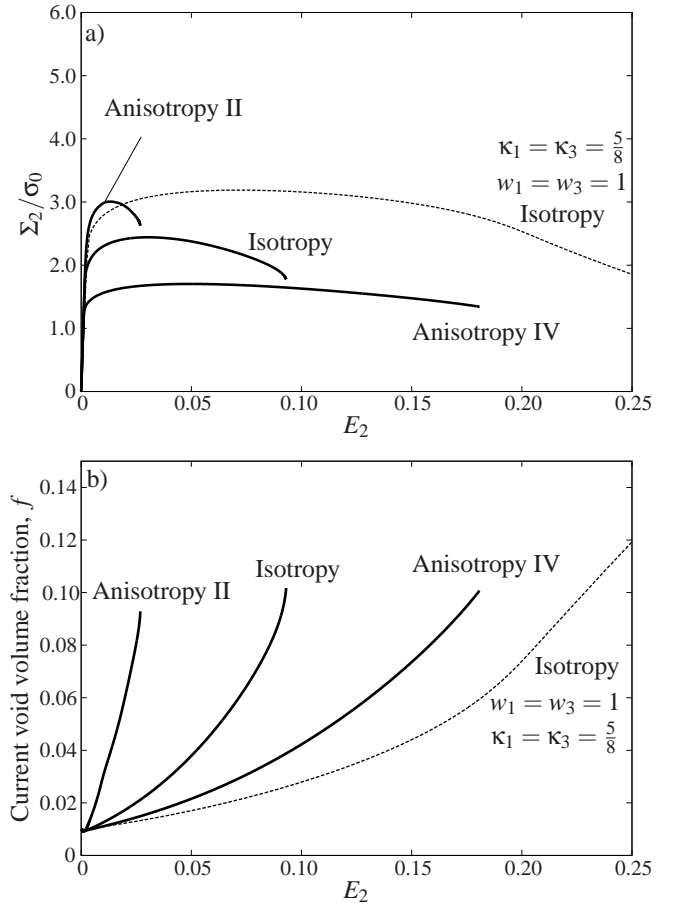 a)
6.0
5.0
4.0
3.0
2.0
1.0
0
Σ₂/σ₀
Anisotropy II
κ₁ = κ₃ = 5/8
w₁ = w₃ = 1
Isotropy
Isotropy
Anisotropy IV
0 0.05 0.10 0.15 0.20 0.25
E₂
b)
0.14
0.12
0.10
0.08
0.06
0.04
0.02
0
Current void volume fraction, f
Isotropy
Anisotropy IV
Anisotropy II
Isotropy
w₁ = w₃ = 1
κ₁ = κ₃ = 5/8
0 0.05 0.10 0.15 0.20 0.25
E₂